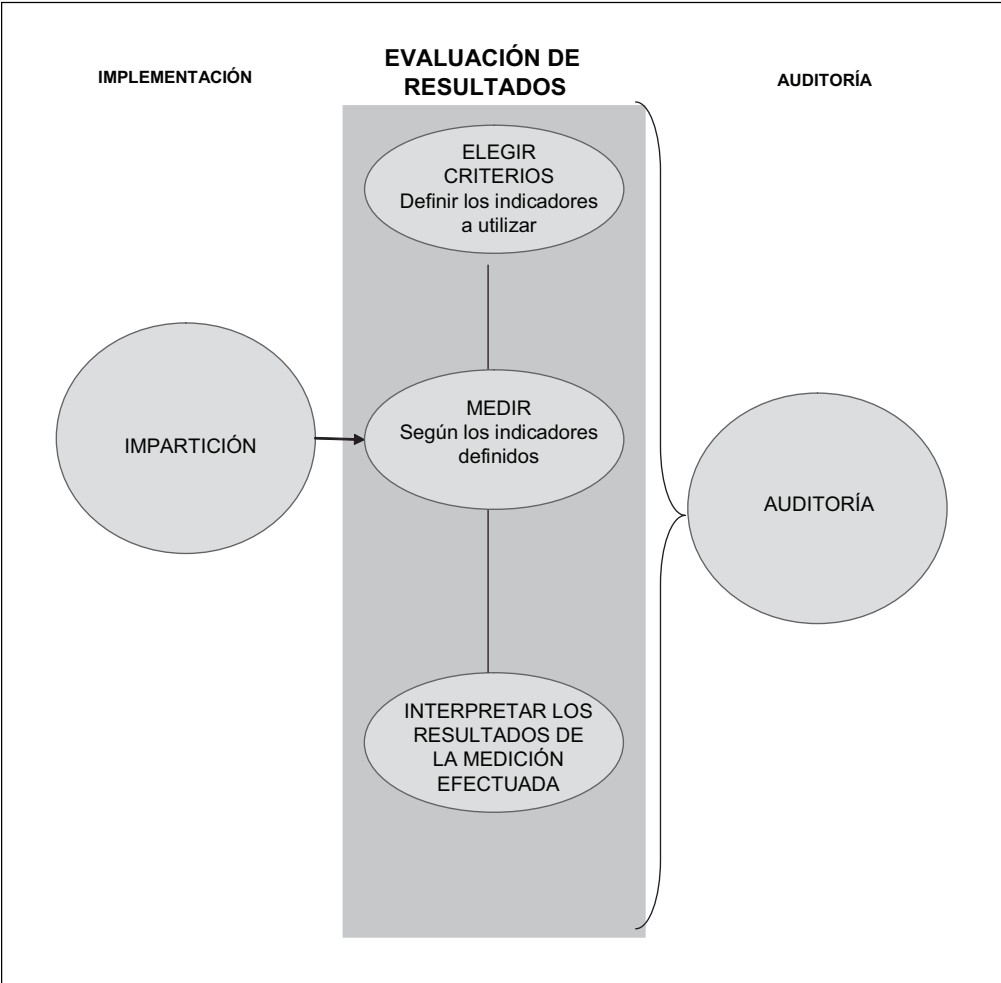 IMPLEMENTACIÓN
EVALUACIÓN DE
RESULTADOS
AUDITORÍA
ELEGIR
CRITERIOS
Definir los indicadores
a utilizar
IMPARTICIÓN
MEDIR
Según los indicadores
definidos
INTERPRETAR LOS
RESULTADOS DE
LA MEDICIÓN
EFECTUADA
AUDITORÍA